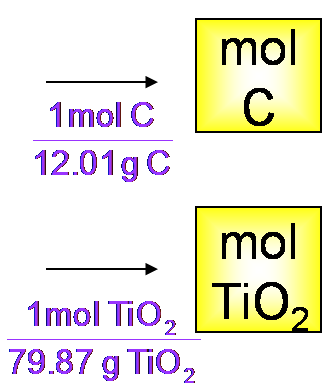 mol
C
1mol C
12.01g C
mol
TiO₂
1mol TiO₂
79.87 g TiO₂